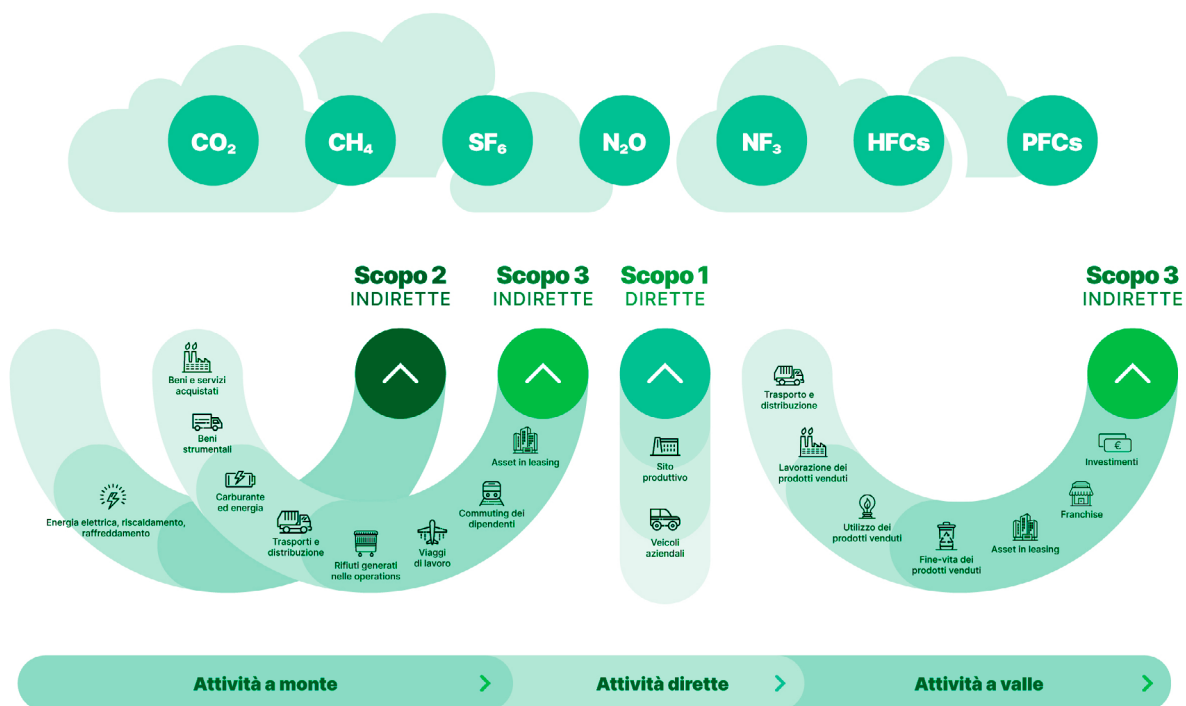 CO₂
CH₄
SF₆
N₂O
NF₃
HFCs
PFCs
Scopo 2
INDIRETTE
Scopo 3
INDIRETTE
Scopo 1
DIRETTE
Scopo 3
INDIRETTE
Energia elettrica, riscaldamento,
raffreddamento
Beni e servizi
acquistati
Beni
strumentali
Carburante
ed energia
Trasporti e
distribuzione
Rifiuti generati
nelle operations
Viaggi
di lavoro
Commuting dei
dipendenti
Asset in leasing
Sito
produttivo
Veicoli
aziendali
Trasporto e
distribuzione
Lavorazione dei
prodotti venduti
Utilizzo dei
prodotti venduti
Fine-vita dei
prodotti venduti
Asset in leasing
Franchise
€
Investimenti
Attività a monte
Attività dirette
Attività a valle